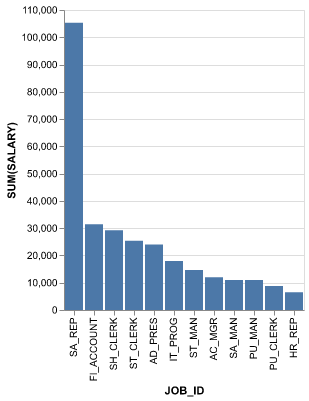 110,000
100,000
90,000
80,000
70,000
60,000
50,000
40,000
30,000
20,000
10,000
0
SUM(SALARY)
SA_REP
FI_ACCOUNT
SH_CLERK
ST_CLERK
AD_PRES
IT_PROG
ST_MAN
AC_MGR
SA_MAN
PU_MAN
PU_CLERK
HR_REP
JOB_ID